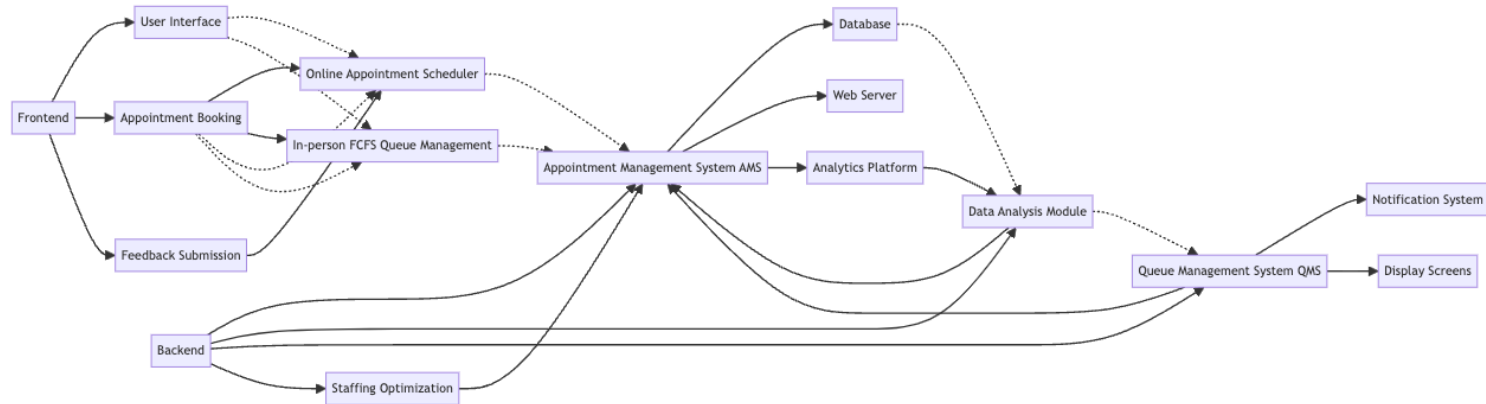 User Interface
Database
Online Appointment Scheduler
Web Server
Frontend
Appointment Booking
In-person FCFS Queue Management
Appointment Management System AMS
Analytics Platform
Notification System
Data Analysis Module
Feedback Submission
Queue Management System QMS
Display Screens
Backend
Staffing Optimization